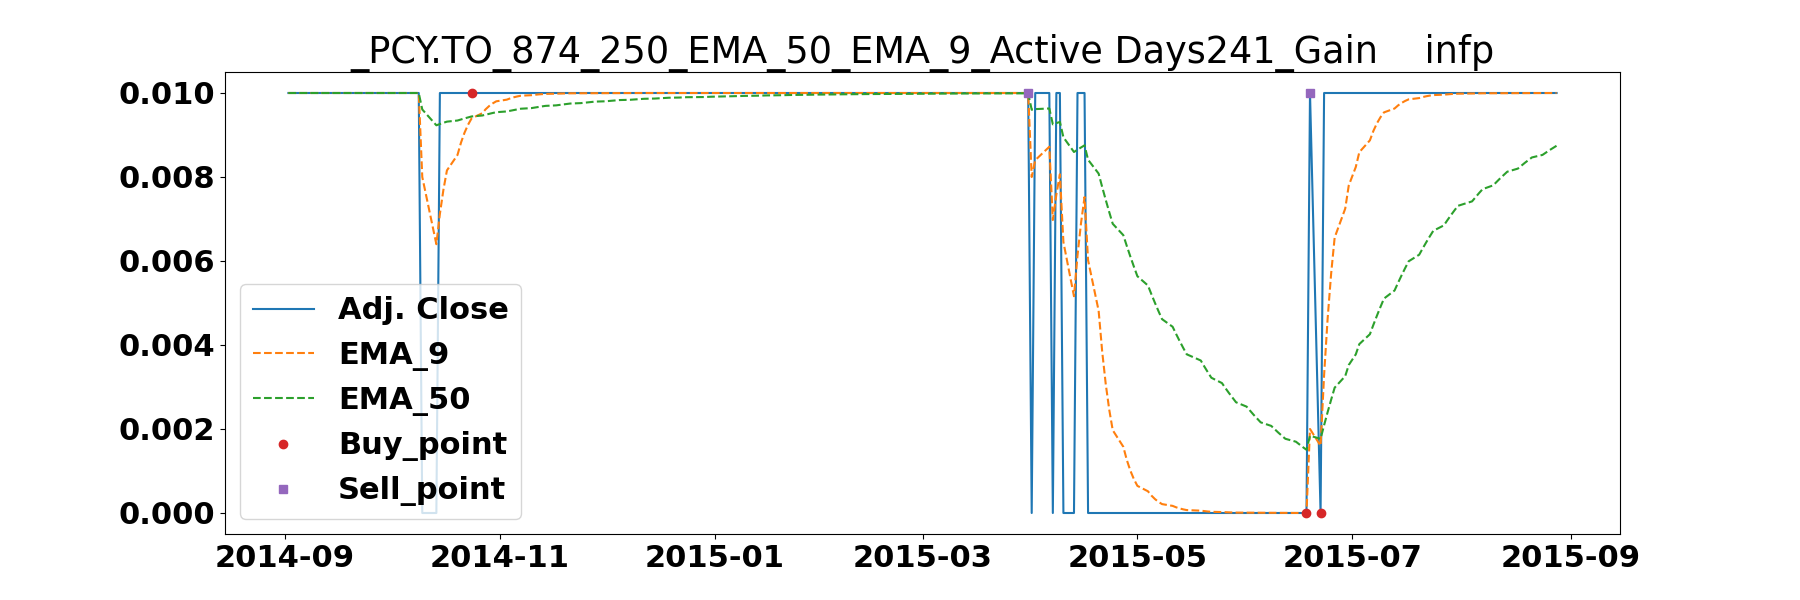 _PCY.TO_874_250_EMA_50_EMA_9_Active Days241_Gain    infp
0.010
0.008
0.006
0.004
0.002
0.000
Adj. Close
EMA_9
EMA_50
Buy_point
Sell_point
2014-09 2014-11 2015-01 2015-03 2015-05 2015-07 2015-09